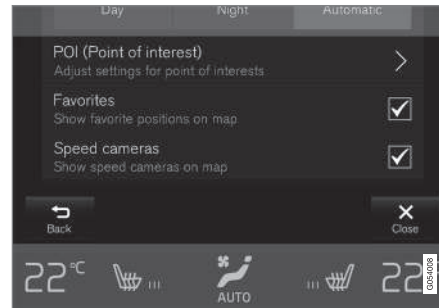 Day Night Automatic
POI (Point of interest)
Adjust settings for point of interests
Favorites
Show favorite positions on map
Speed cameras
Show speed cameras on map
Back Close
22°C AUTO 22
G054008